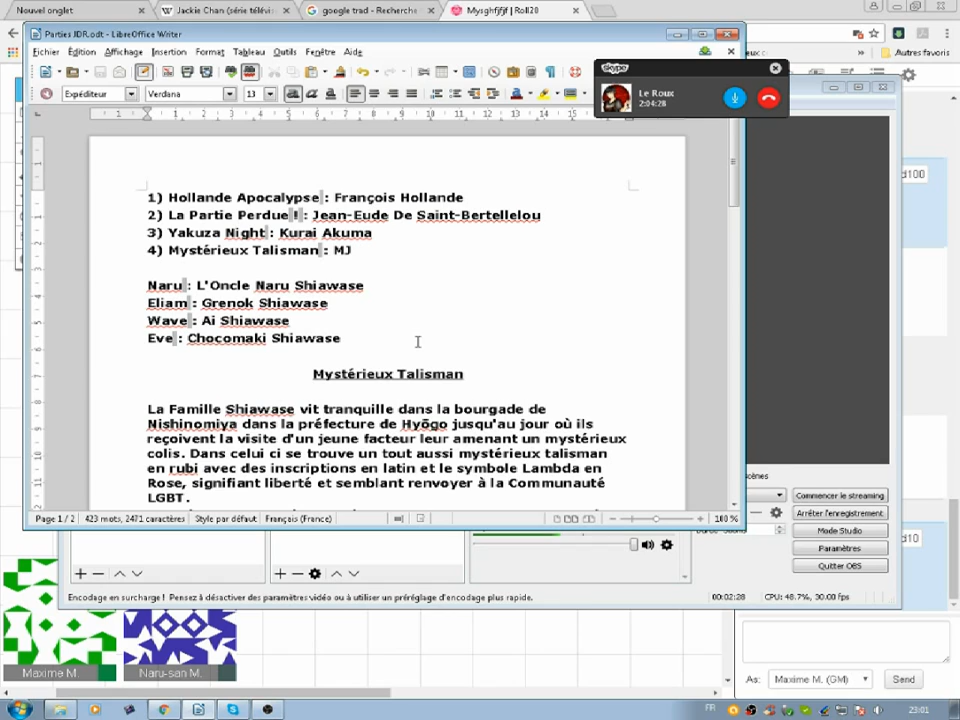 Nouvel onglet
Jackie Chan (série télévis
google trad - Recherche
Mysghfjfjf | Roll20
Autres favoris
Parties JDR.odt - LibreOffice Writer
Fichier Edition Affichage Insertion Format Tableau Outils Fenêtre Aide
skype
Le Roux
2:04:28
Expéditeur
Verdana
13
1) Hollande Apocalypse : François Hollande
2) La Partie Perdue ! : Jean-Eude De Saint-Bertellelou
3) Yakuza Night : Kurai Akuma
4) Mystérieux Talisman : MJ
Naru : L'Oncle Naru Shiawase
Eliam : Grenok Shiawase
Wave : Ai Shiawase
Eve : Chocomaki Shiawase
Mystérieux Talisman
La Famille Shiawase vit tranquille dans la bourgade de
Nishinomiya dans la préfecture de Hyōgo jusqu'au jour où ils
reçoivent la visite d'un jeune facteur leur amenant un mystérieux
colis. Dans celui ci se trouve un tout aussi mystérieux talisman
en rubi avec des inscriptions en latin et le symbole Lambda en
Rose, signifiant liberté et semblant renvoyer à la Communauté
LGBT.
Page 1 / 2 423 mots, 2471 caractères Style par défaut Français (France) 100 %
d100
scènes
Commencer le streaming
Arrêter l'enregistrement
Mode Studio
Paramètres
Quitter OBS
d10
Encodage en surcharge ! Pensez à désactiver des paramètres vidéo ou à utiliser un préréglage d'encodage plus rapide.
00:02:28 CPU: 48.7%, 30.00 fps
Maxime M.
Naru-san M.
As: Maxime M. (GM) Send
FR
23:01